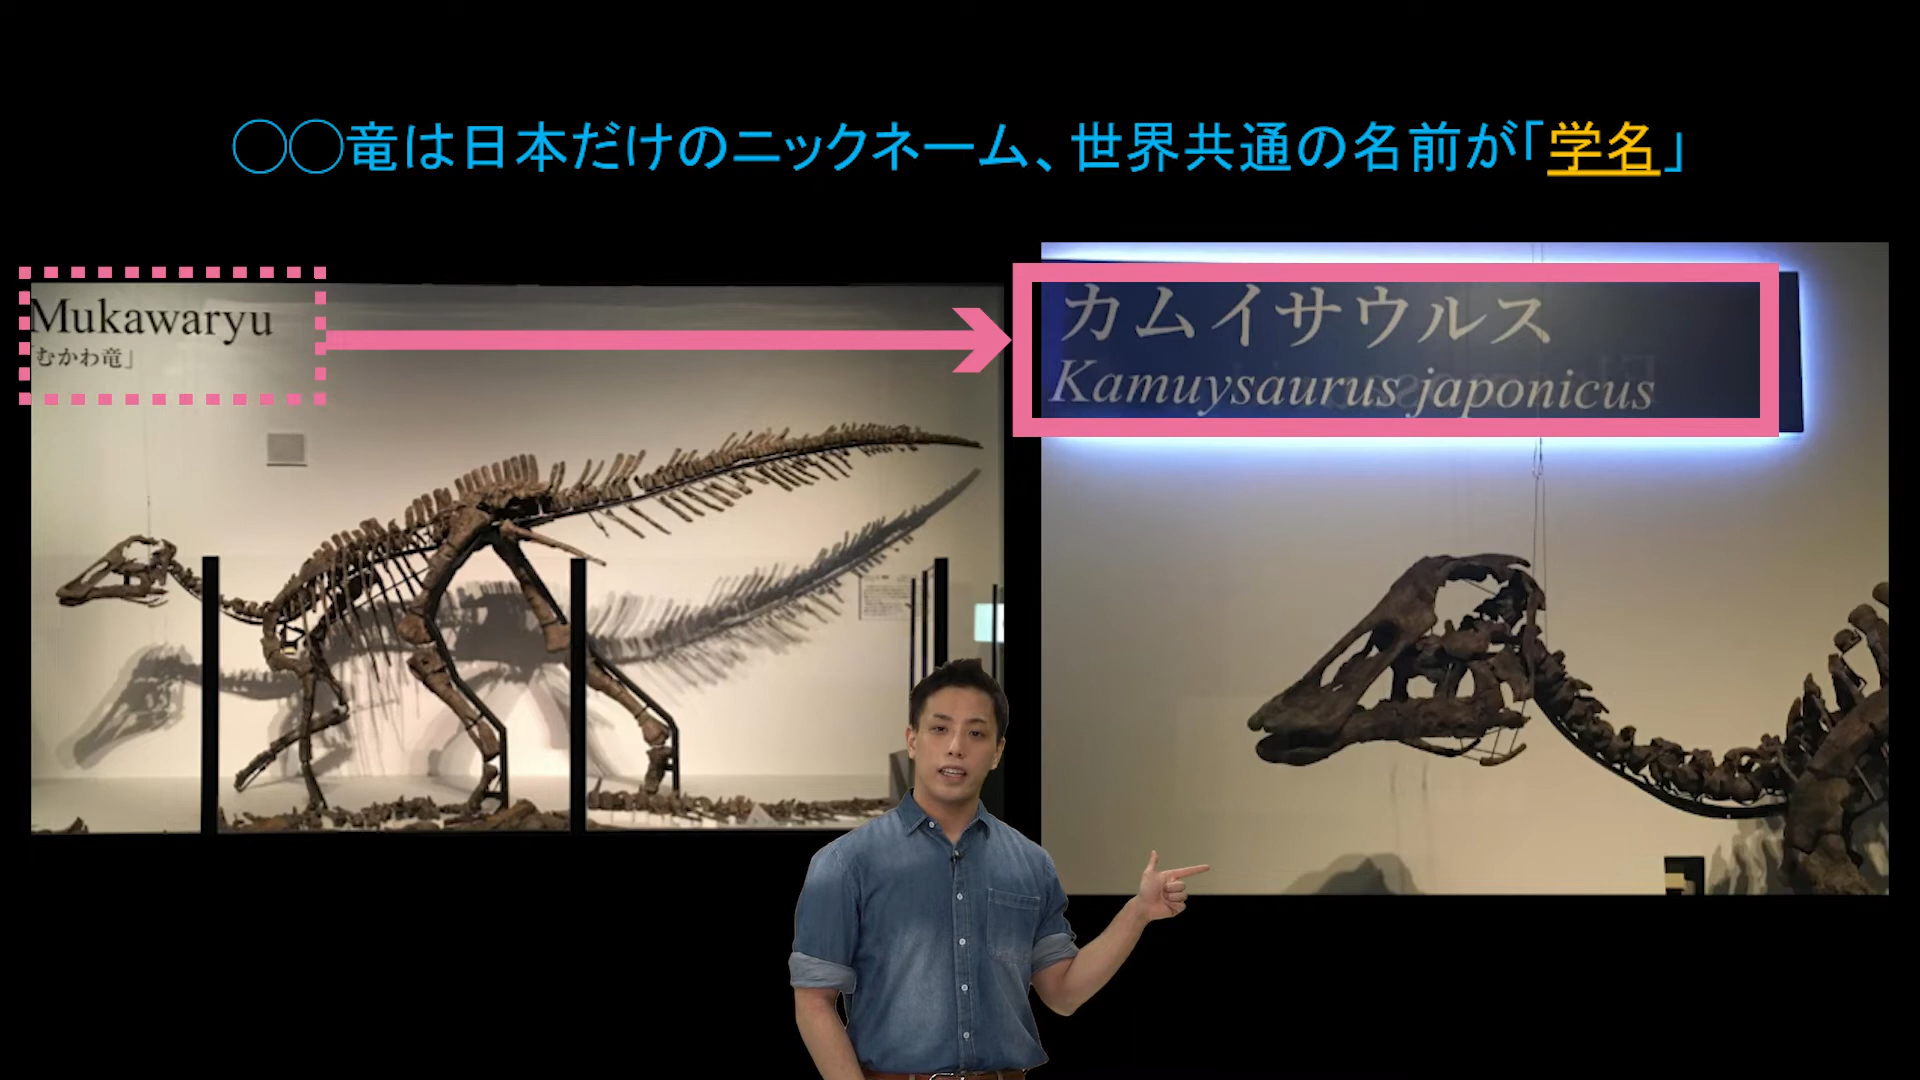 ◯◯竜は日本だけのニックネーム、世界共通の名前が「学名」
Mukawaryu
「むかわ竜」
カムイサウルス
Kamuysaurus japonicus